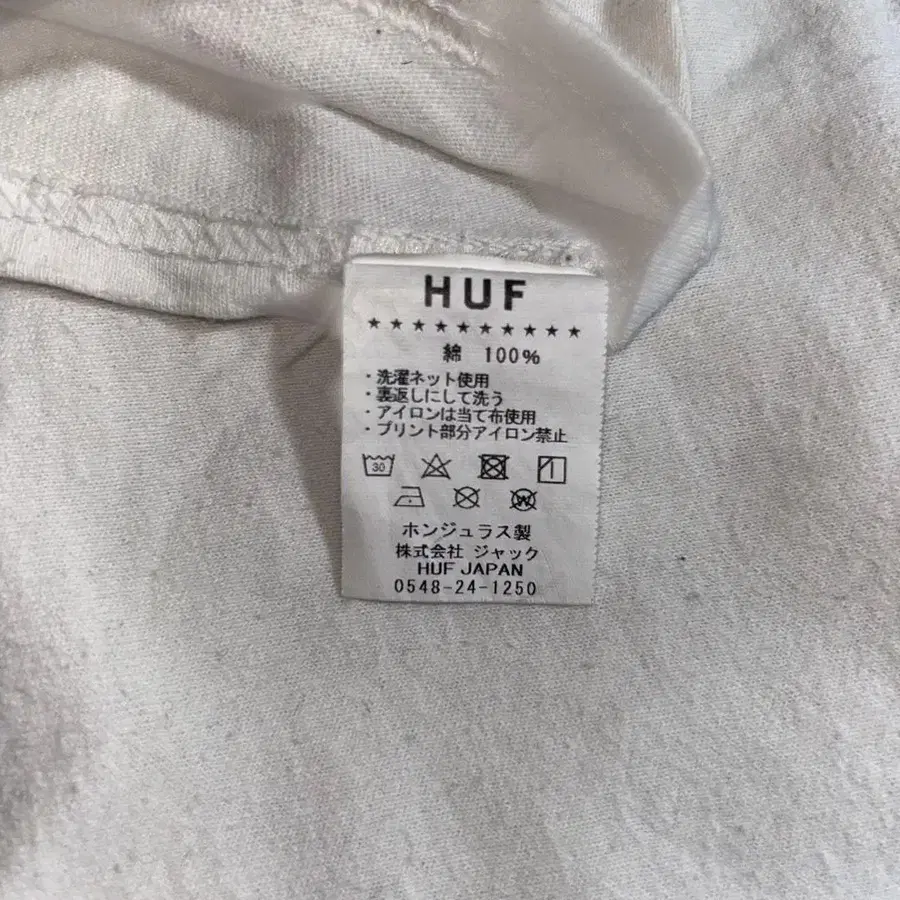 HUF
★★★★★★★★★★
綿 100%
・洗濯ネット使用
・裏返しにして洗う
・アイロンは当て布使用
・プリント部分アイロン禁止
30
W
ホンジュラス製
株式会社 ジャック
HUF JAPAN
0548-24-1250